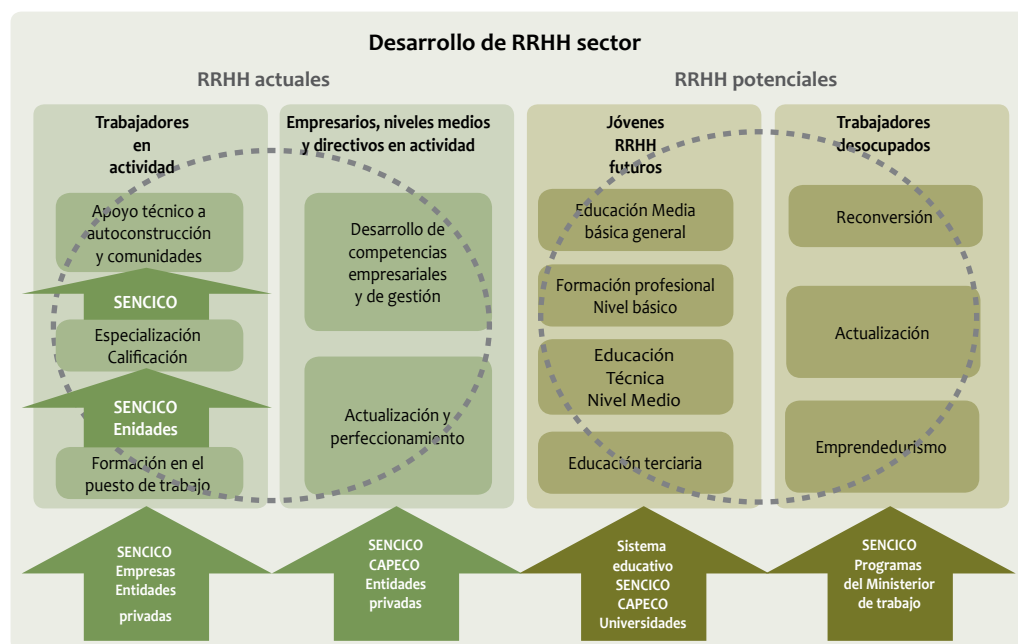 Desarrollo de RRHH sector
RRHH actuales
RRHH potenciales
Trabajadores
en
actividad
Apoyo técnico a
autoconstrucción
y comunidades
SENCICO
Especialización
Calificación
SENCICO
Enidades
Formación en el
puesto de trabajo
SENCICO
Empresas
Entidades
privadas
Empresarios, niveles medios
y directivos en actividad
Desarrollo de
competencias
empresariales
y de gestión
Actualización y
perfeccionamiento
SENCICO
CAPECO
Entidades
privadas
Jóvenes
RRHH
futuros
Educación Media
básica general
Formación profesional
Nivel básico
Educación
Técnica
Nivel Medio
Educación terciaria
Sistema
educativo
SENCICO
CAPECO
Universidades
Trabajadores
desocupados
Reconversión
Actualización
Emprendedurismo
SENCICO
Programas
del Ministerior
de trabajo